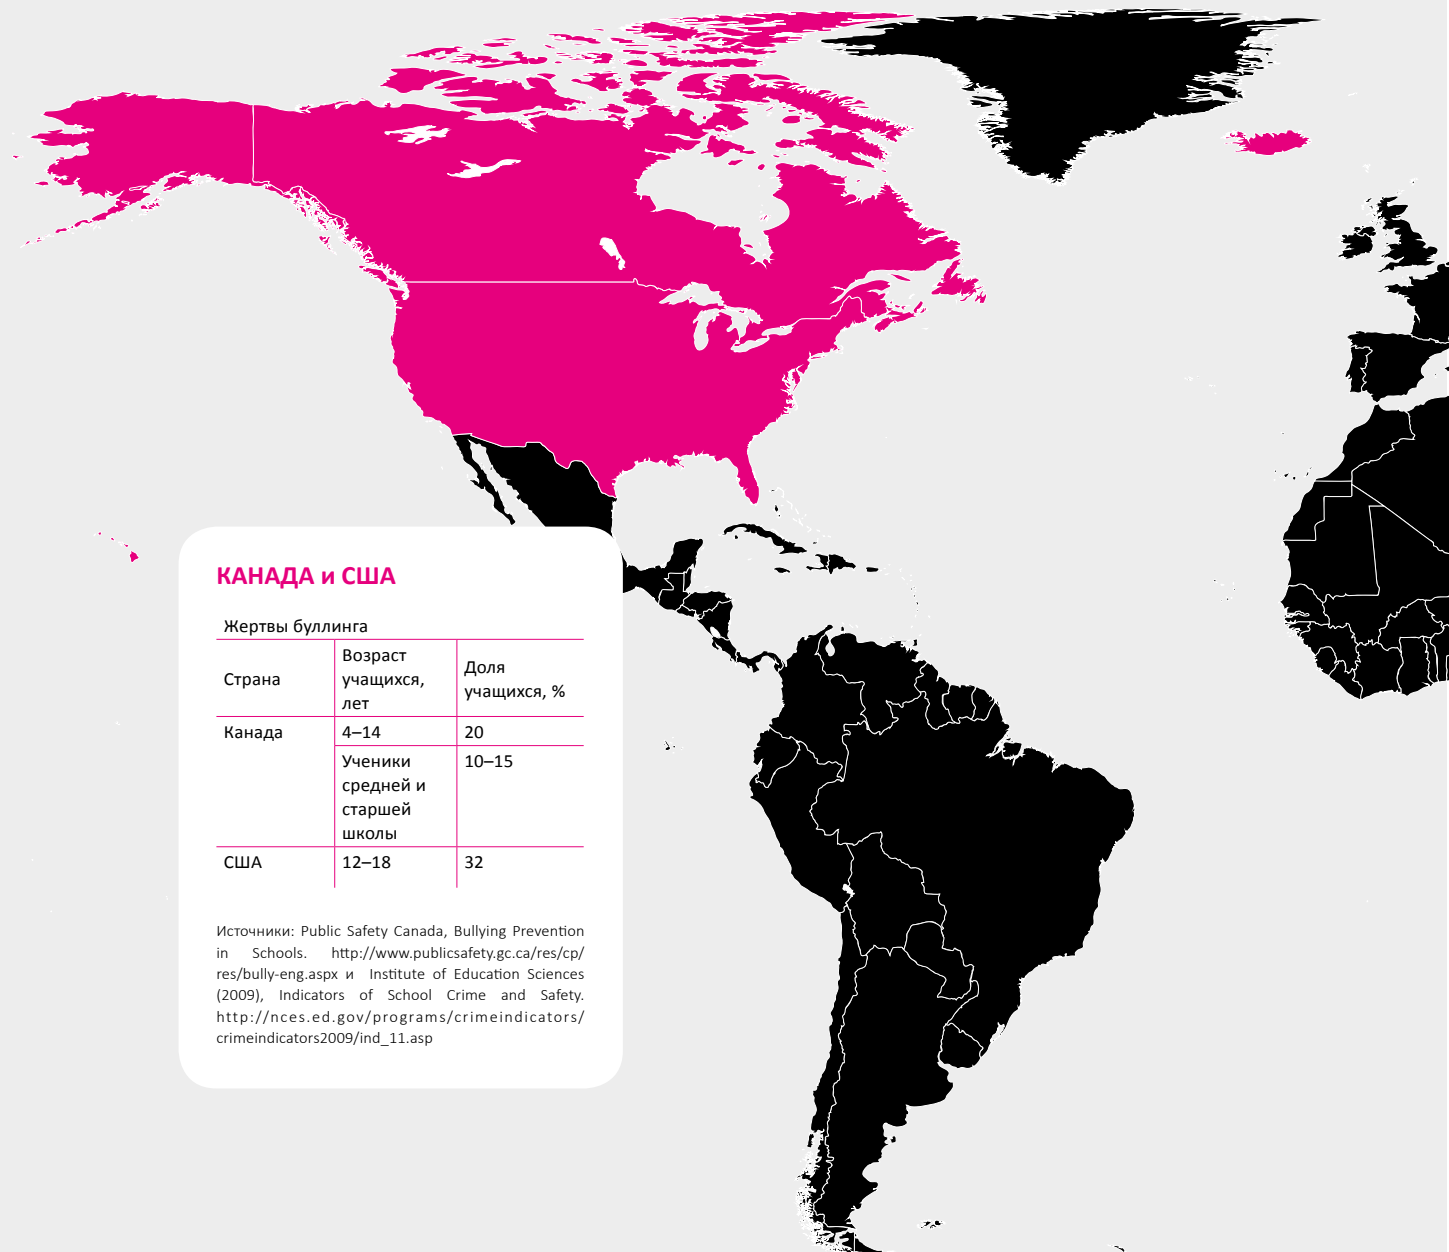 КАНАДА и США
Жертвы буллинга
Страна
Возраст
учащихся,
лет
Доля
учащихся, %
Канада
4–14
20
Ученики
средней и
старшей
школы
10–15
США
12–18
32
Источники: Public Safety Canada, Bullying Prevention
in Schools. http://www.publicsafety.gc.ca/res/cp/
res/bully-eng.aspx и Institute of Education Sciences
(2009), Indicators of School Crime and Safety.
http://nces.ed.gov/programs/crimeindicators/
crimeindicators2009/ind_11.asp